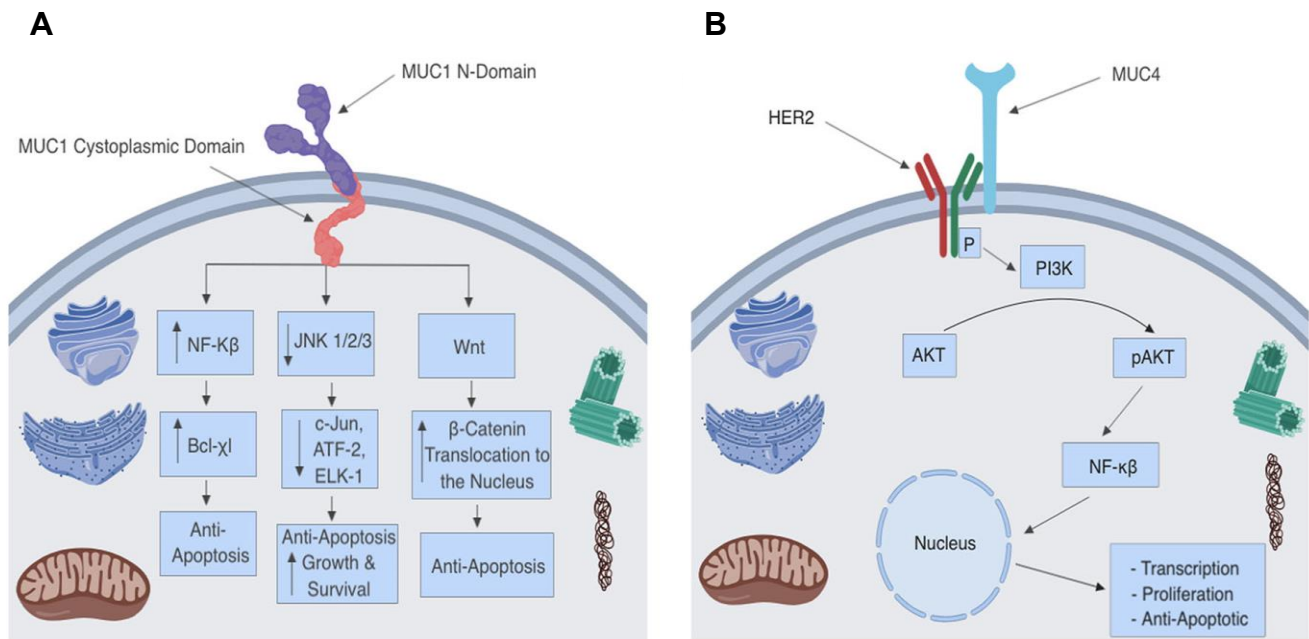 A
MUC1 N-Domain
MUC1 Cystoplasmic Domain
NF-Kβ
JNK 1/2/3
Wnt
Bcl-χl
c-Jun,
ATF-2,
ELK-1
β-Catenin
Translocation to
the Nucleus
Anti-
Apoptosis
Anti-Apoptosis
Growth &
Survival
Anti-Apoptosis
B
MUC4
HER2
P
PI3K
AKT
pAKT
NF-κβ
Nucleus
- Transcription
- Proliferation
- Anti-Apoptotic